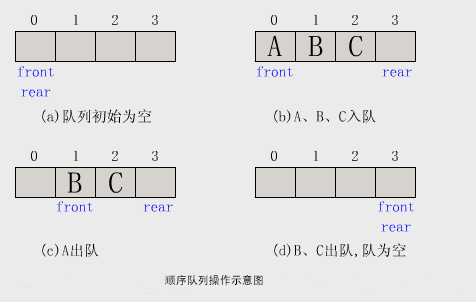 0 1 2 3
front
rear
(a)队列初始为空
0 1 2 3
A B C
front rear
(b)A、B、C入队
0 1 2 3
B C
front rear
(c)A出队
0 1 2 3
front
rear
(d)B、C出队,队为空
顺序队列操作示意图